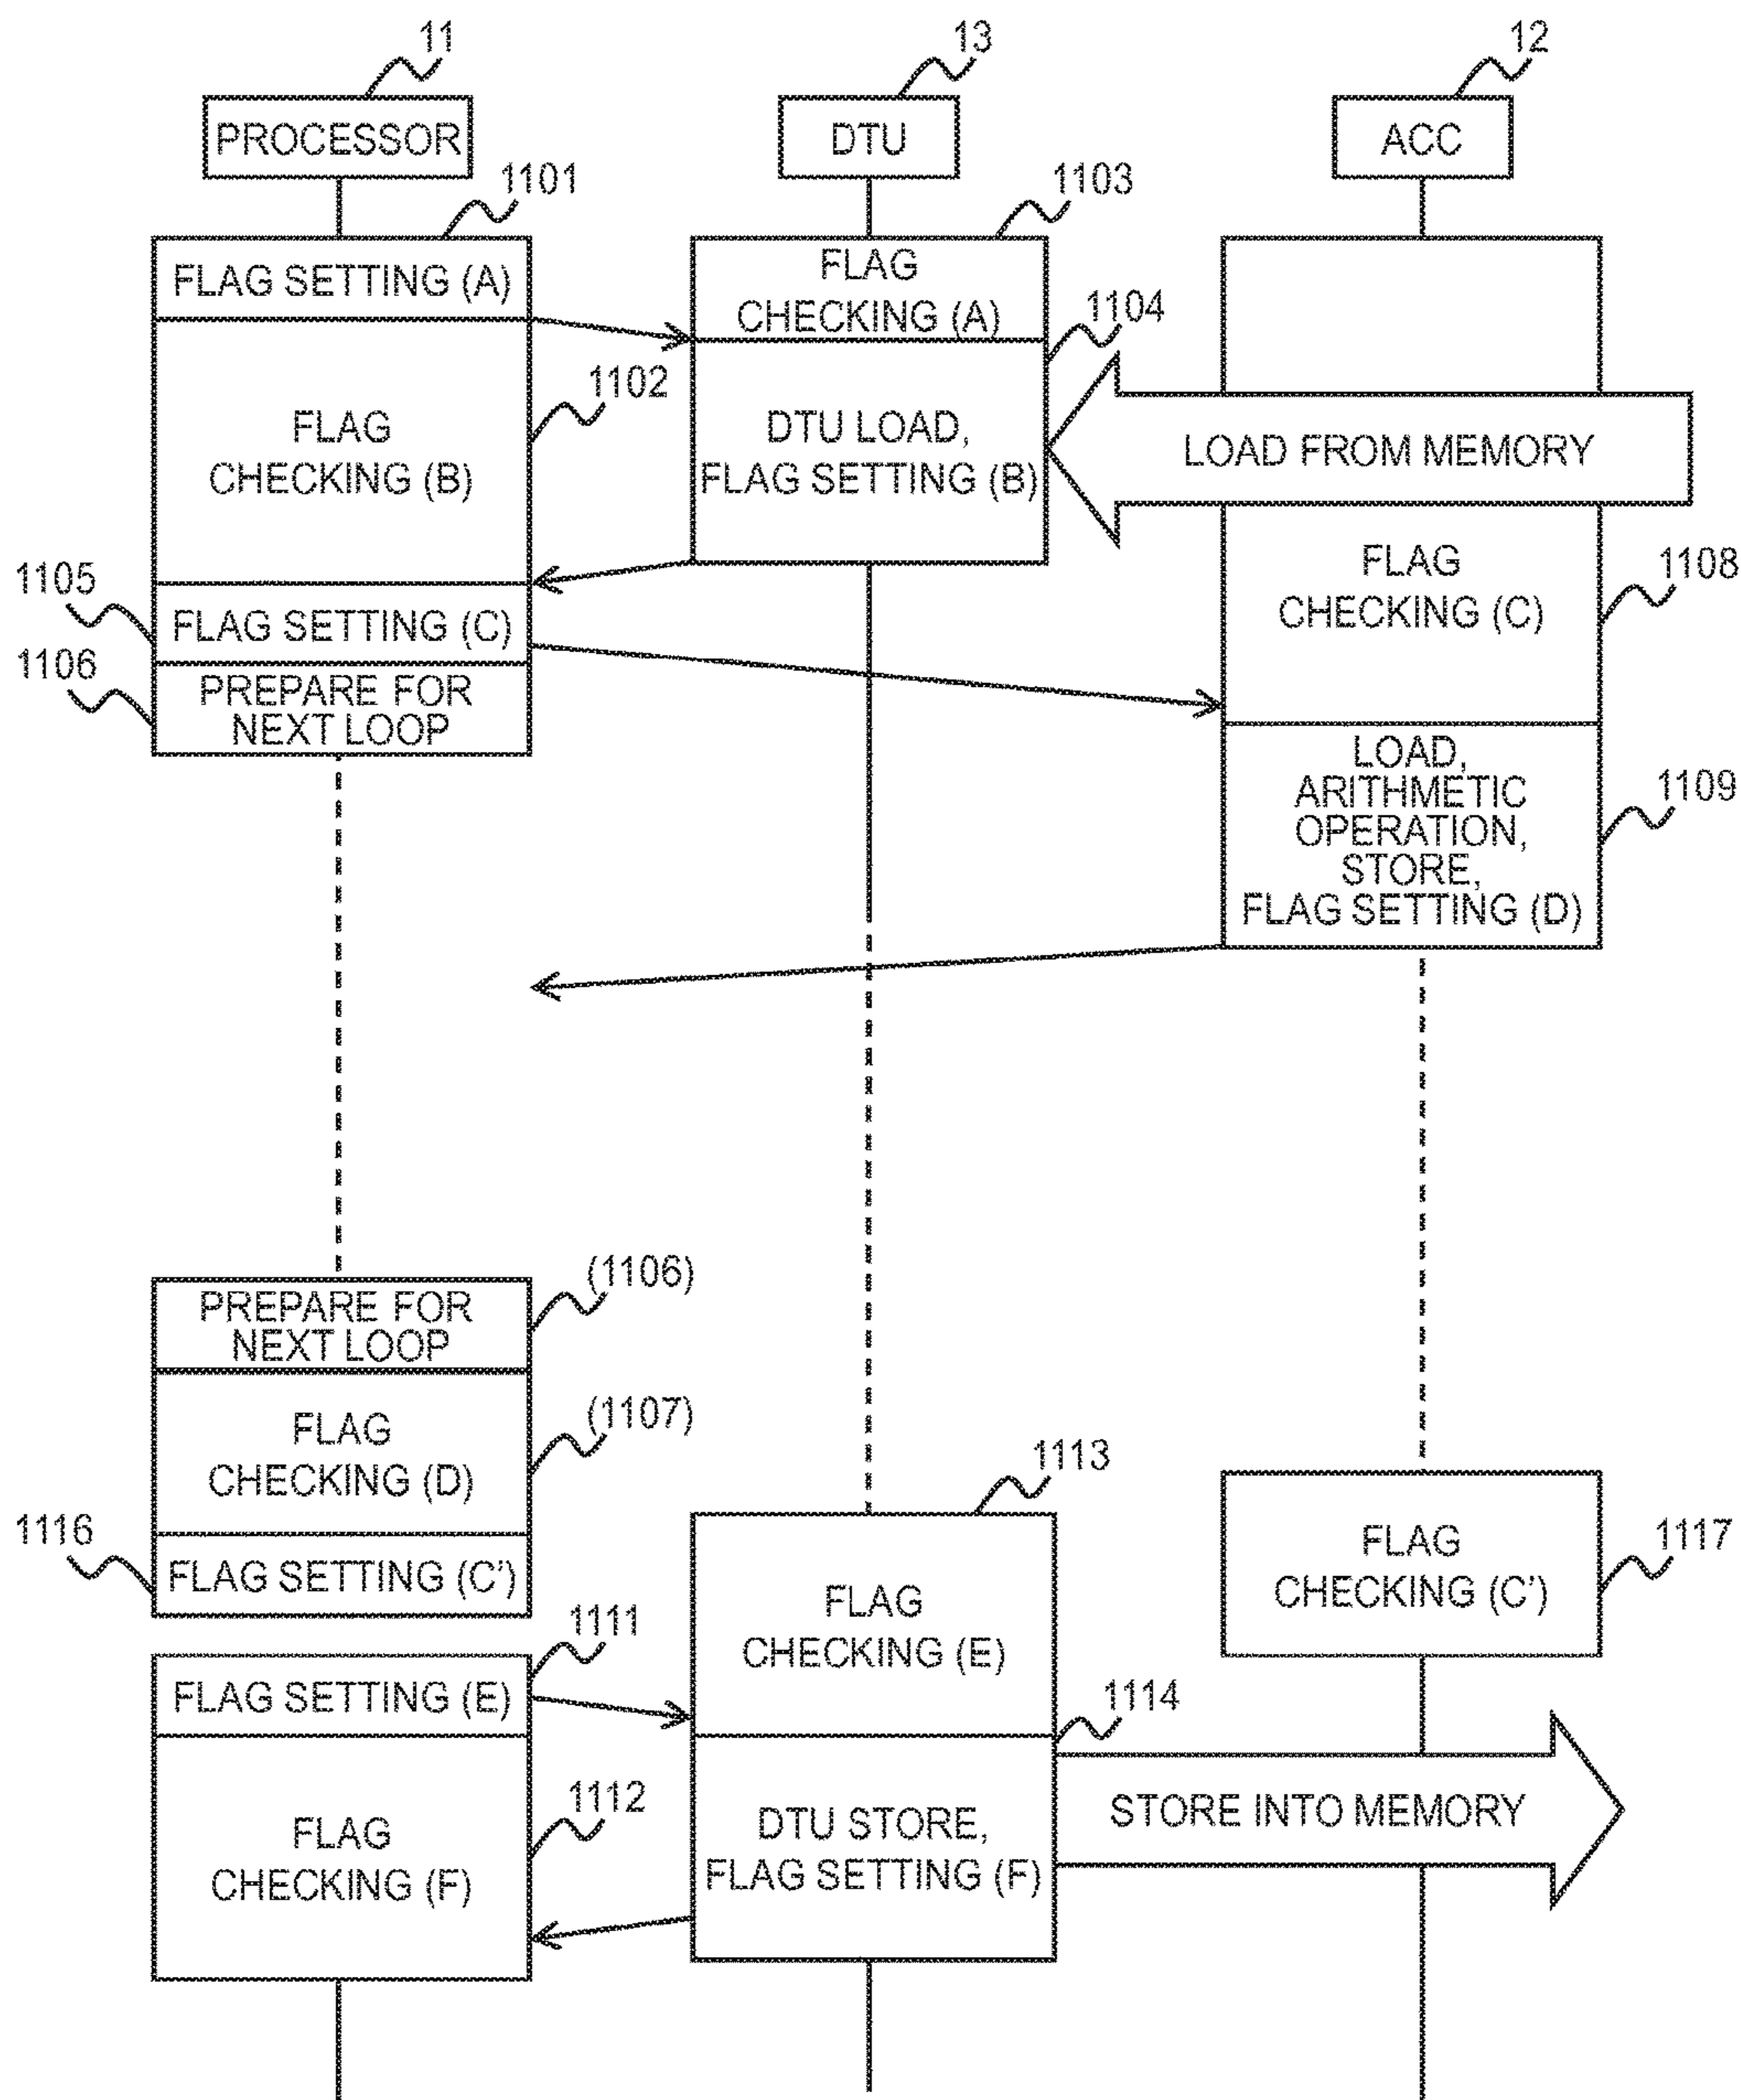 11
13
12
PROCESSOR
DTU
ACC
1101
1103
FLAG SETTING (A)
FLAG
CHECKING (A)
1104
1102
FLAG
CHECKING (B)
DTU LOAD,
FLAG SETTING (B)
LOAD FROM MEMORY
1105
FLAG SETTING (C)
FLAG
CHECKING (C)
1108
1106
PREPARE FOR
NEXT LOOP
LOAD,
ARITHMETIC
OPERATION,
STORE,
FLAG SETTING (D)
1109
(1106)
PREPARE FOR
NEXT LOOP
(1107)
FLAG
CHECKING (D)
1113
1116
FLAG SETTING (C')
FLAG
CHECKING (E)
FLAG
CHECKING (C')
1117
1111
FLAG SETTING (E)
1114
1112
FLAG
CHECKING (F)
DTU STORE,
FLAG SETTING (F)
STORE INTO MEMORY